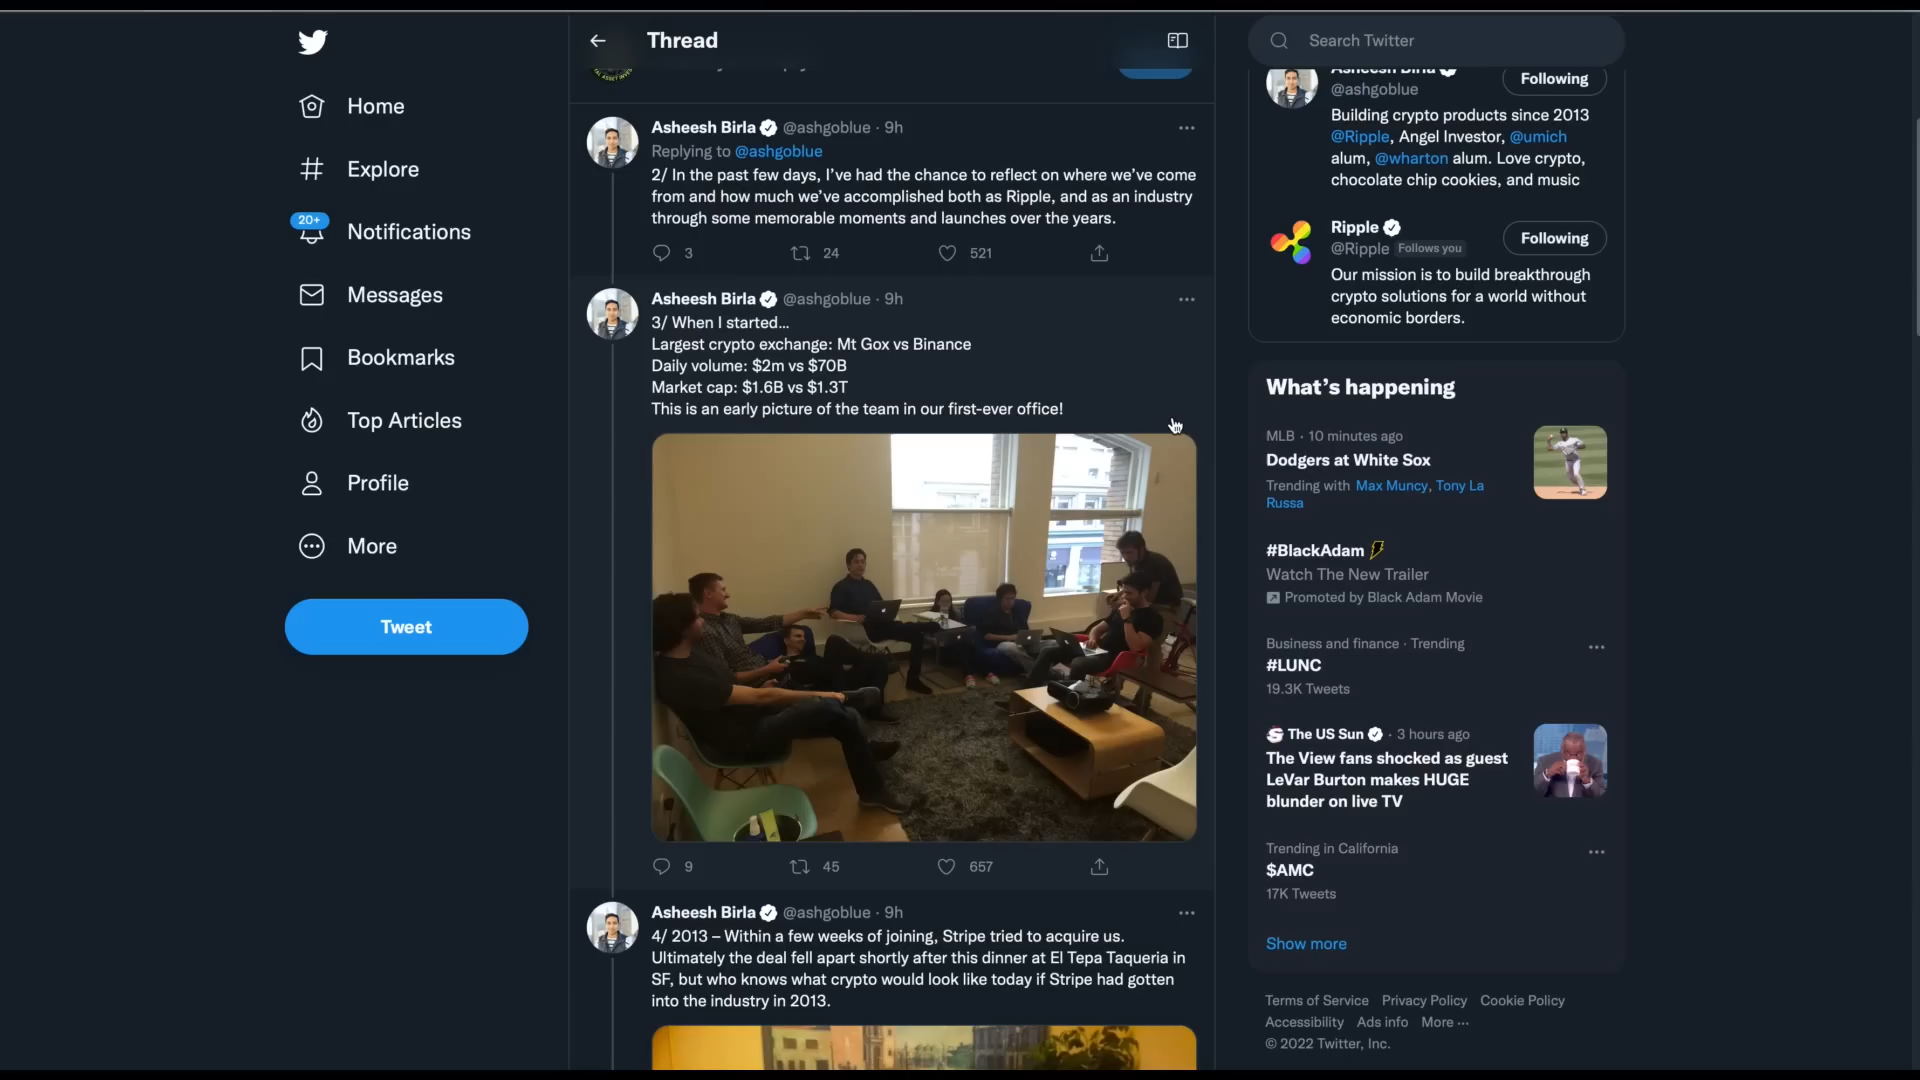 Thread
Search Twitter
Home
Explore
20+
Notifications
Messages
Bookmarks
Top Articles
Profile
More
Tweet
Asheesh Birla @ashgoblue · 9h
Replying to @ashgoblue
2/ In the past few days, I've had the chance to reflect on where we've come
from and how much we've accomplished both as Ripple, and as an industry
through some memorable moments and launches over the years.
3 24 521
Asheesh Birla @ashgoblue · 9h
3/ When I started...
Largest crypto exchange: Mt Gox vs Binance
Daily volume: $2m vs $70B
Market cap: $1.6B vs $1.3T
This is an early picture of the team in our first-ever office!
9 45 657
Asheesh Birla @ashgoblue · 9h
4/ 2013 – Within a few weeks of joining, Stripe tried to acquire us.
Ultimately the deal fell apart shortly after this dinner at El Tepa Taqueria in
SF, but who knows what crypto would look like today if Stripe had gotten
into the industry in 2013.
Asheesh Birla
@ashgoblue
Following
Building crypto products since 2013
@Ripple, Angel Investor, @umich
alum, @wharton alum. Love crypto,
chocolate chip cookies, and music
Ripple
@Ripple Follows you
Following
Our mission is to build breakthrough
crypto solutions for a world without
economic borders.
What's happening
MLB · 10 minutes ago
Dodgers at White Sox
Trending with Max Muncy, Tony La
Russa
#BlackAdam
Watch The New Trailer
Promoted by Black Adam Movie
Business and finance · Trending
#LUNC
19.3K Tweets
The US Sun · 3 hours ago
The View fans shocked as guest
LeVar Burton makes HUGE
blunder on live TV
Trending in California
$AMC
17K Tweets
Show more
Terms of Service Privacy Policy Cookie Policy
Accessibility Ads info More ···
© 2022 Twitter, Inc.